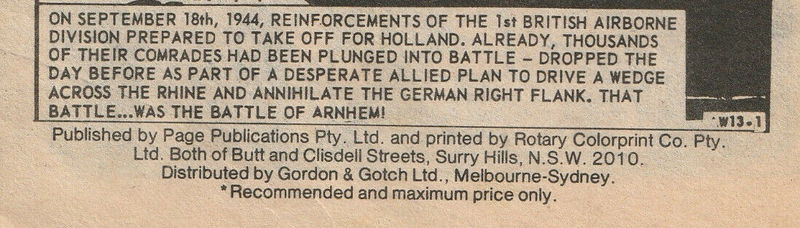 ON SEPTEMBER 18th, 1944, REINFORCEMENTS OF THE 1st BRITISH AIRBORNE
DIVISION PREPARED TO TAKE OFF FOR HOLLAND. ALREADY, THOUSANDS
OF THEIR COMRADES HAD BEEN PLUNGED INTO BATTLE – DROPPED THE
DAY BEFORE AS PART OF A DESPERATE ALLIED PLAN TO DRIVE A WEDGE
ACROSS THE RHINE AND ANNIHILATE THE GERMAN RIGHT FLANK. THAT
BATTLE...WAS THE BATTLE OF ARNHEM!
W13-1
Published by Page Publications Pty. Ltd. and printed by Rotary Colorprint Co. Pty.
Ltd. Both of Butt and Clisdell Streets, Surry Hills, N.S.W. 2010.
Distributed by Gordon & Gotch Ltd., Melbourne-Sydney.
*Recommended and maximum price only.